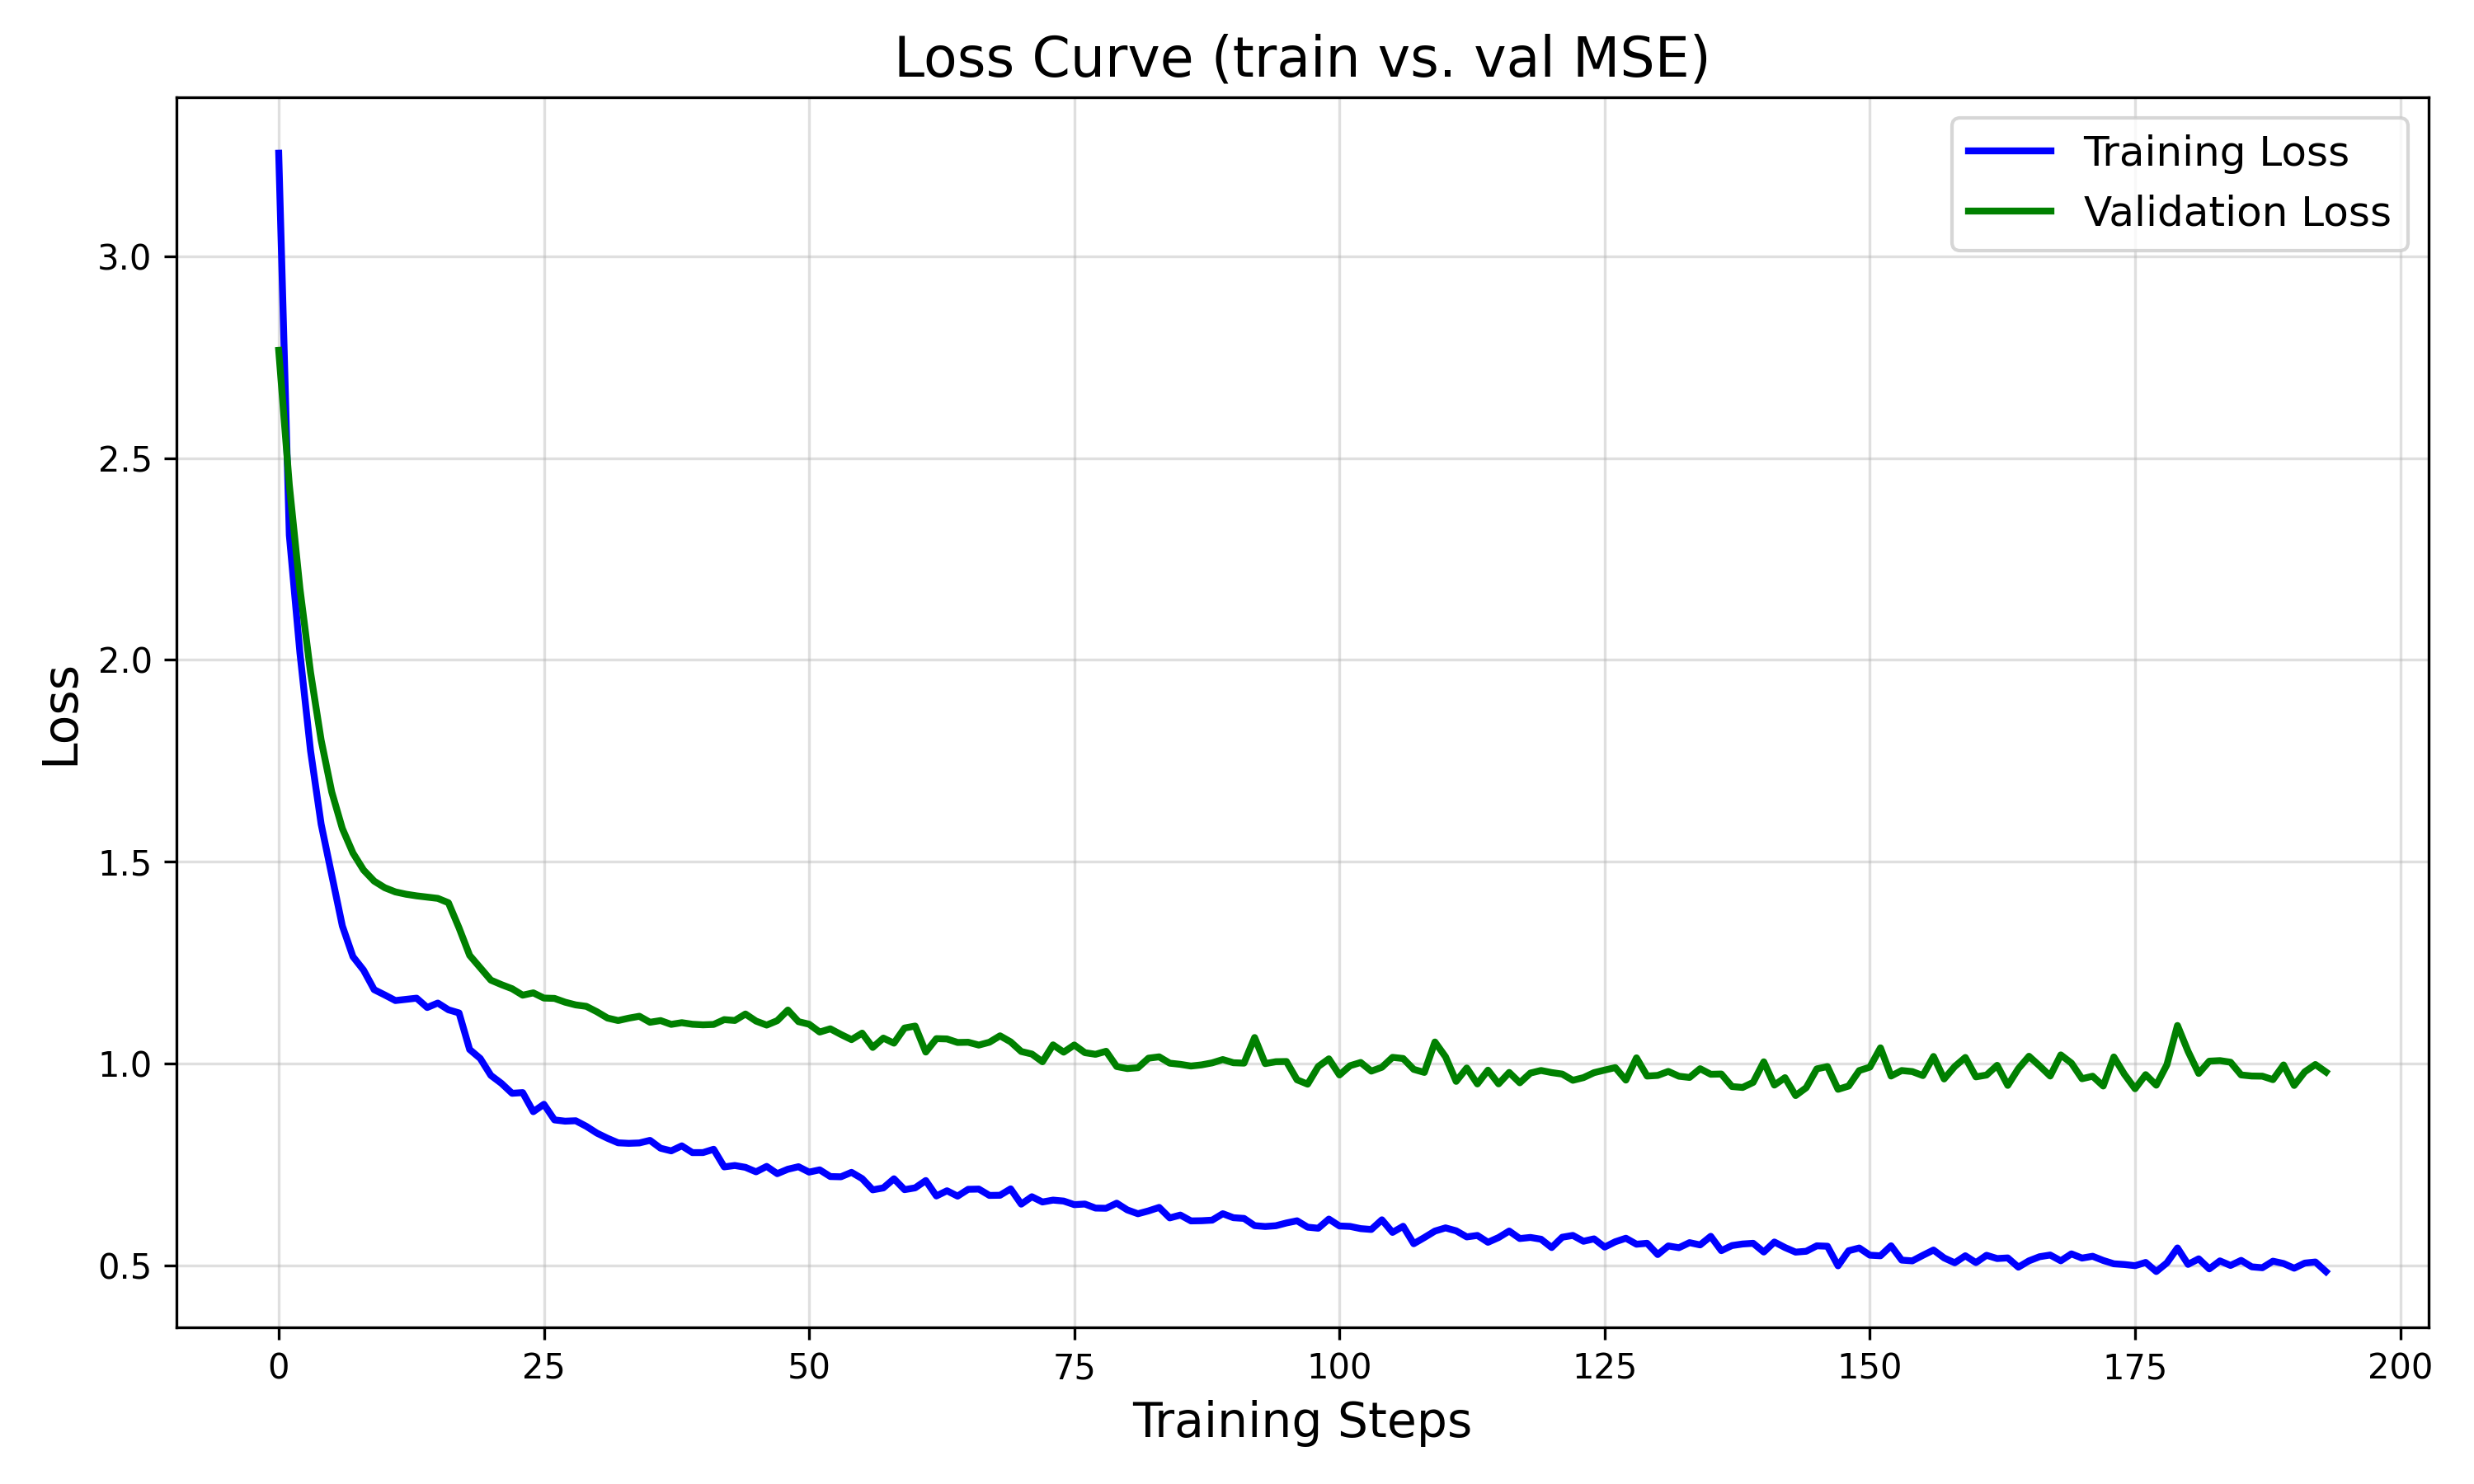 Loss Curve (train vs. val MSE)
Training Loss
Validation Loss
3.0
2.5
2.0
1.5
1.0
0.5
Loss
0 25 50 75 100 125 150 175 200
Training Steps